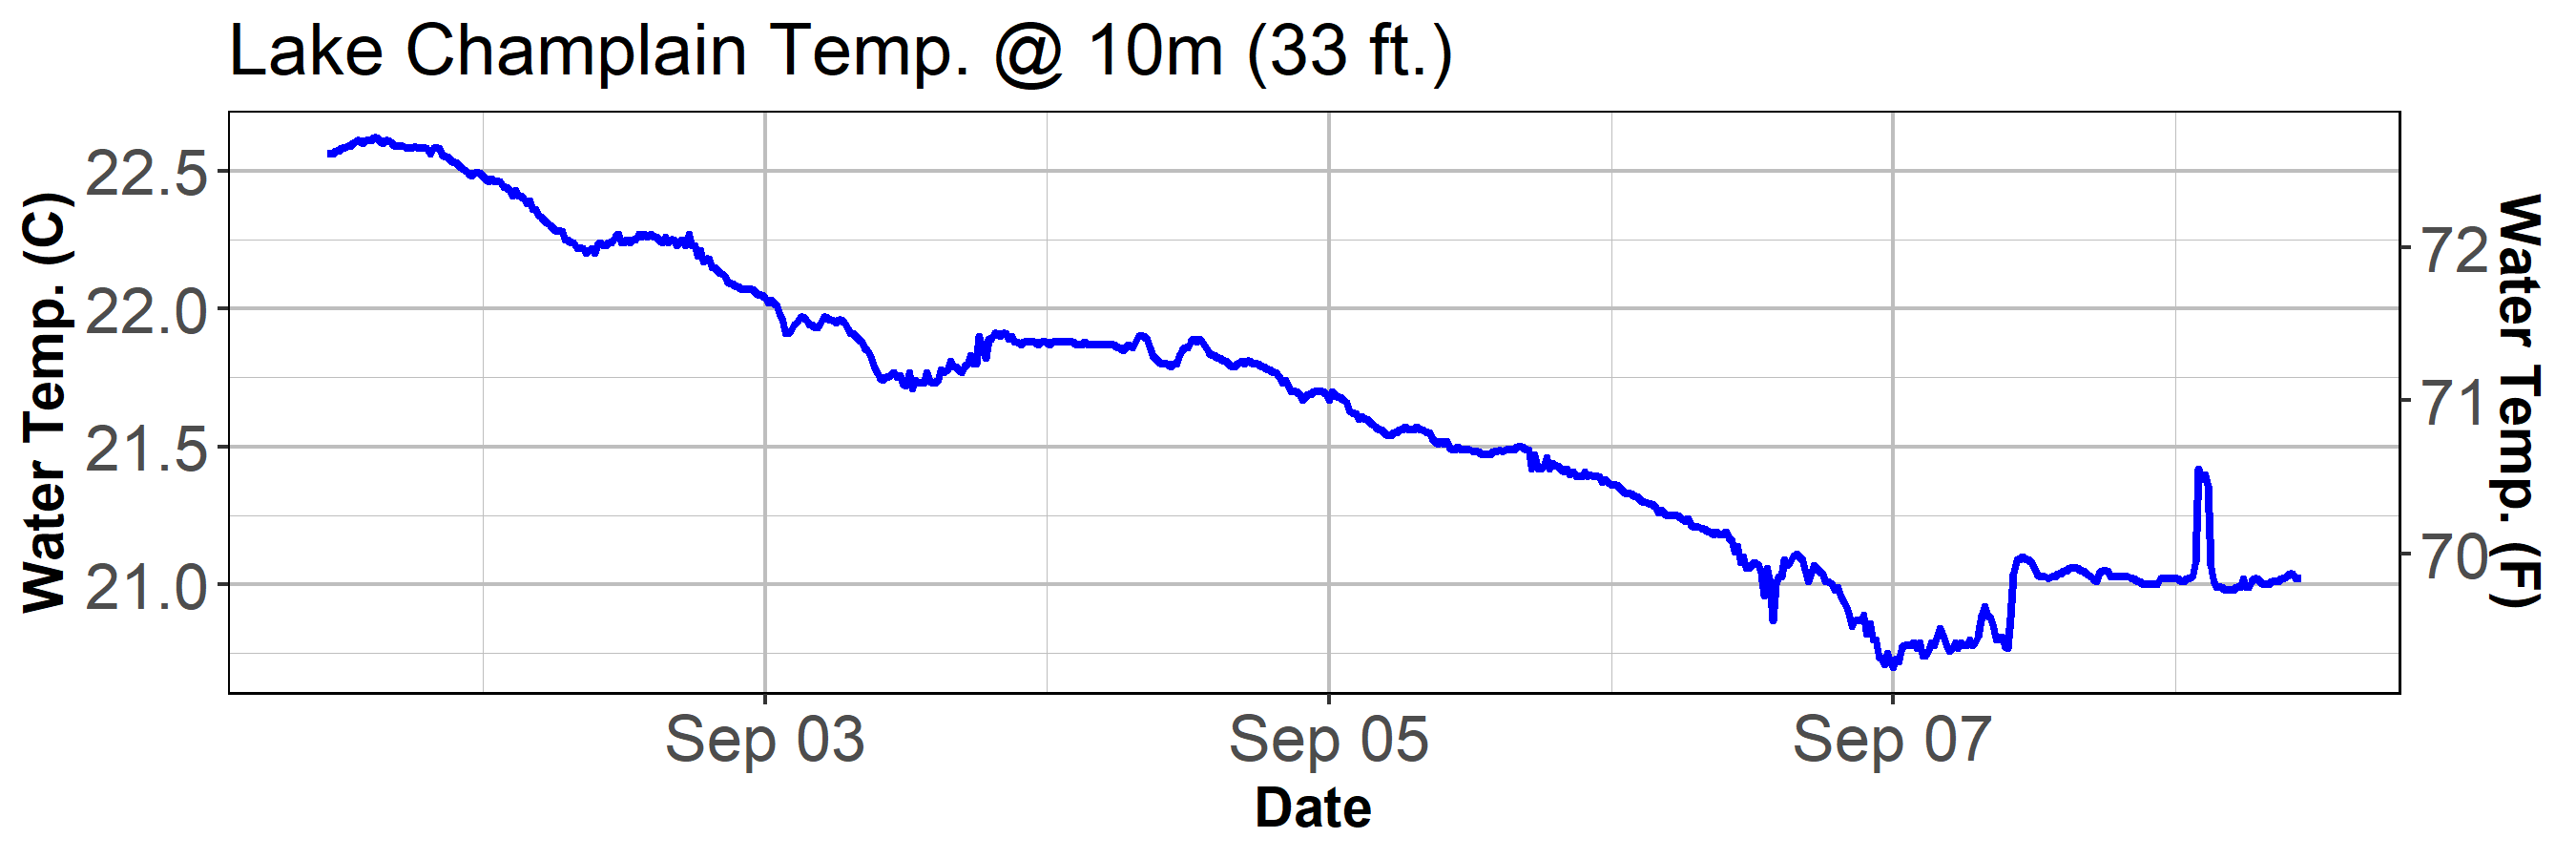 Lake Champlain Temp. @ 10m (33 ft.)
Water Temp. (C)
22.5
22.0
21.5
21.0
72
71
70
Water Temp. (F)
Sep 03
Sep 05
Sep 07
Date